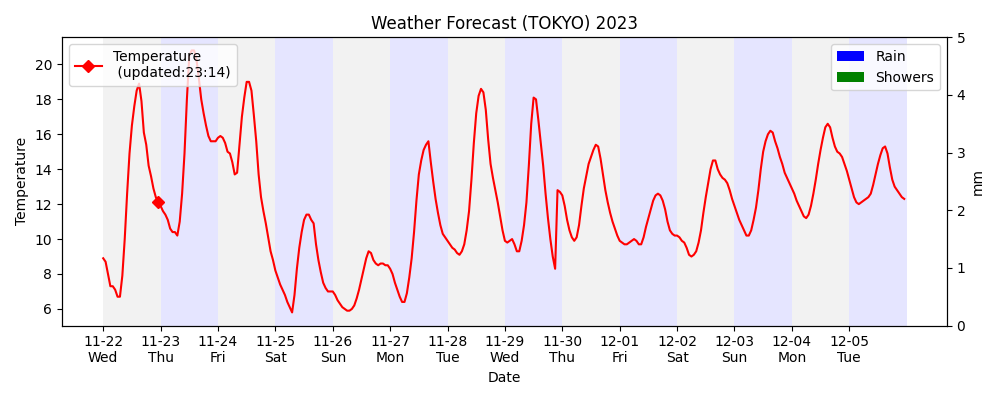 Weather Forecast (TOKYO) 2023
Temperature
(updated:23:14)
Rain
Showers
Temperature
20
18
16
14
12
10
8
6
5
4
3
2
1
0
mm
11-22 11-23 11-24 11-25 11-26 11-27 11-28 11-29 11-30 12-01 12-02 12-03 12-04 12-05
Wed Thu Fri Sat Sun Mon Tue Wed Thu Fri Sat Sun Mon Tue
Date